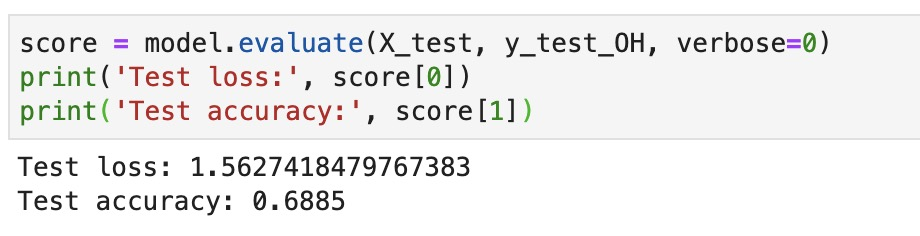 score = model.evaluate(X_test, y_test_OH, verbose=0)
print('Test loss:', score[0])
print('Test accuracy:', score[1])
Test loss: 1.5627418479767383
Test accuracy: 0.6885